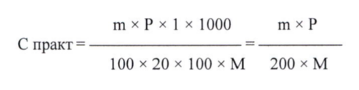 m × P × 1 × 1000 m × P
С практ = ————————— = —————
100 × 20 × 100 × M 200 × M